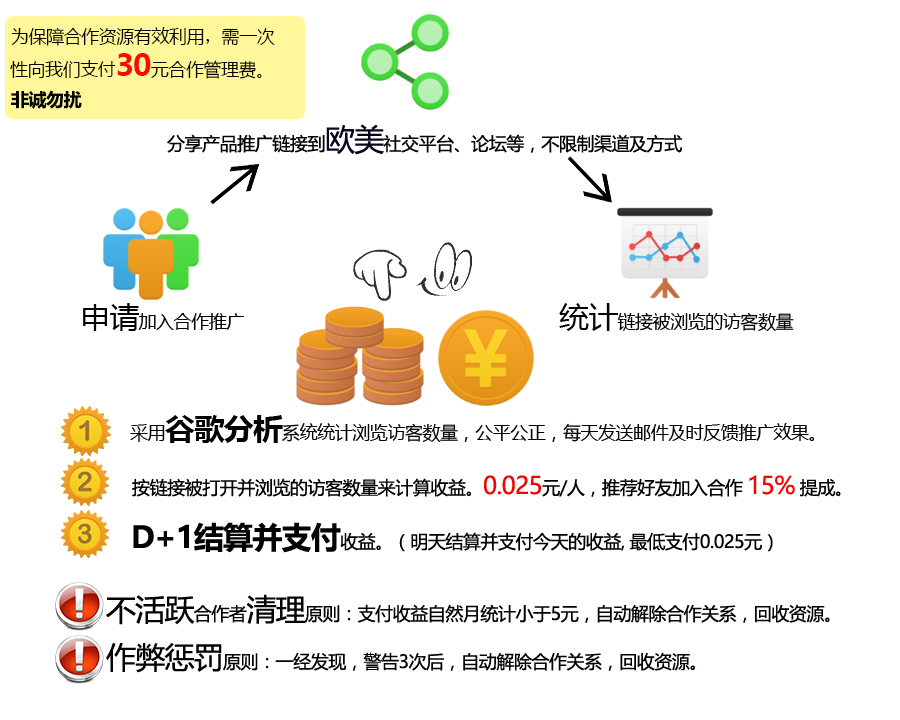 为保障合作资源有效利用，需一次
性向我们支付30元合作管理费。
非诚勿扰
分享产品推广链接到欧美社交平台、论坛等，不限制渠道及方式
申请加入合作推广
统计链接被浏览的访客数量
¥
1 采用谷歌分析系统统计浏览访客数量，公平公正，每天发送邮件及时反馈推广效果。
2 按链接被打开并浏览的访客数量来计算收益。0.025元/人，推荐好友加入合作 15% 提成。
3 D+1结算并支付收益。（明天结算并支付今天的收益, 最低支付0.025元）
! 不活跃合作者清理原则：支付收益自然月统计小于5元，自动解除合作关系，回收资源。
! 作弊惩罚原则：一经发现，警告3次后，自动解除合作关系，回收资源。